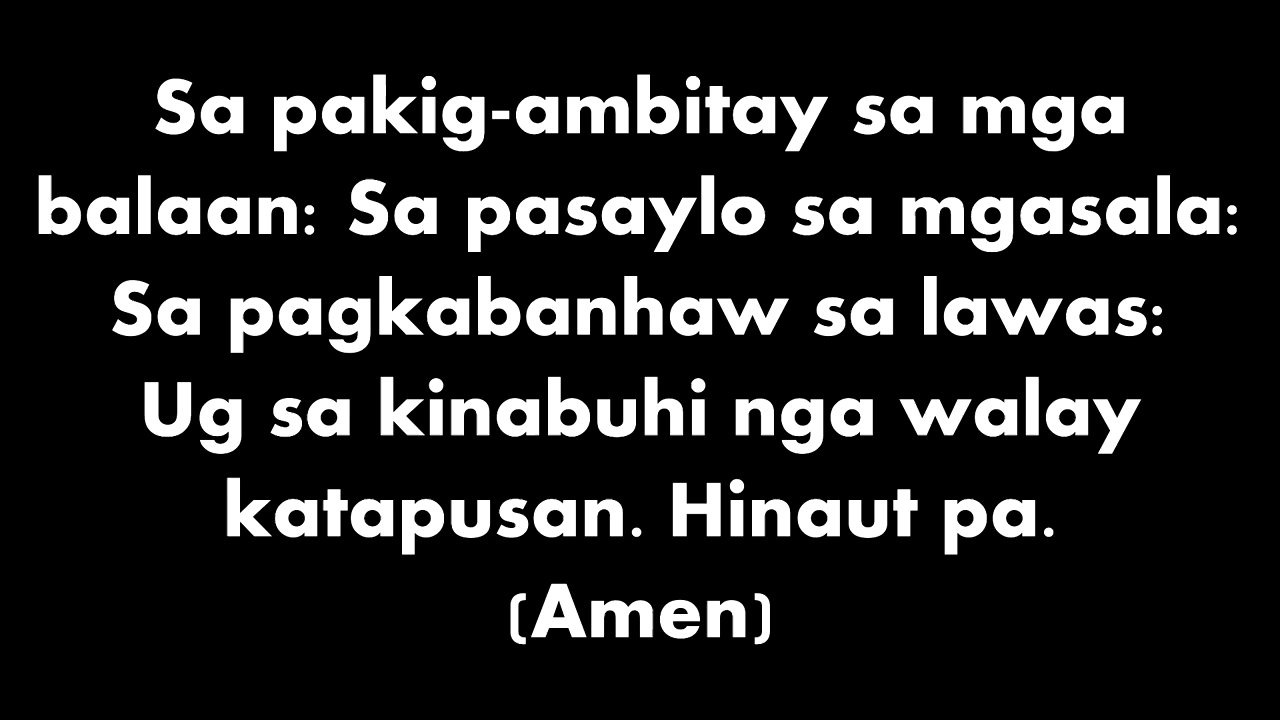 Sa pakig-ambitay sa mga
balaan: Sa pasaylo sa mgasala:
Sa pagkabanhaw sa lawas:
Ug sa kinabuhi nga walay
katapusan. Hinaut pa.
(Amen)